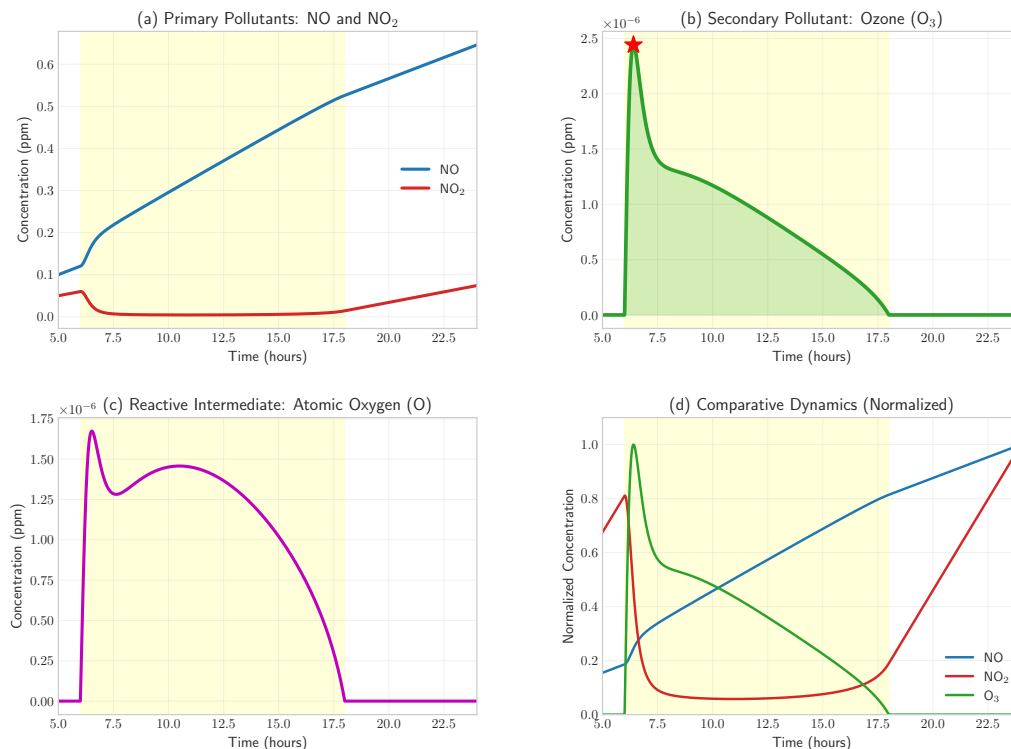 (a) Primary Pollutants: NO and NO₂
Concentration (ppm)
0.6
0.5
0.4
0.3
0.2
0.1
0.0
NO
NO₂
5.0 7.5 10.0 12.5 15.0 17.5 20.0 22.5
Time (hours)
(b) Secondary Pollutant: Ozone (O₃)
×10⁻⁶
Concentration (ppm)
2.5
2.0
1.5
1.0
0.5
0.0
5.0 7.5 10.0 12.5 15.0 17.5 20.0 22.5
Time (hours)
(c) Reactive Intermediate: Atomic Oxygen (O)
×10⁻⁶
Concentration (ppm)
1.75
1.50
1.25
1.00
0.75
0.50
0.25
0.00
5.0 7.5 10.0 12.5 15.0 17.5 20.0 22.5
Time (hours)
(d) Comparative Dynamics (Normalized)
Normalized Concentration
1.0
0.8
0.6
0.4
0.2
0.0
NO
NO₂
O₃
5.0 7.5 10.0 12.5 15.0 17.5 20.0 22.5
Time (hours)